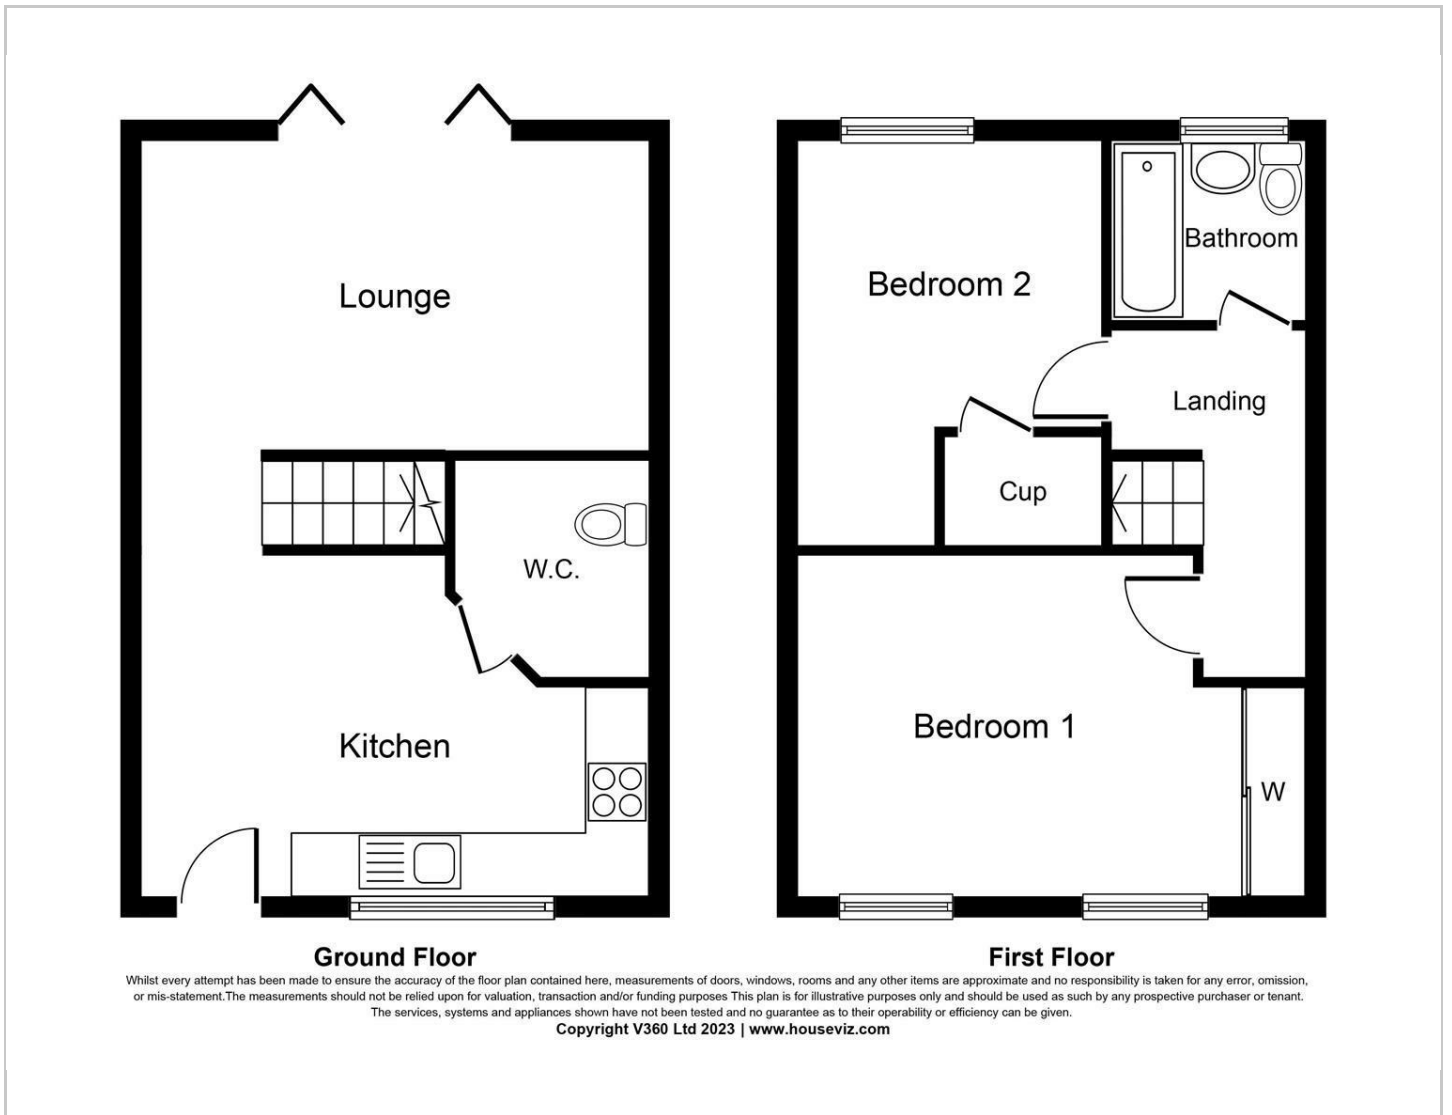 Lounge
W.C.
Kitchen
Ground Floor
Bedroom 2
Bathroom
Landing
Cup
Bedroom 1
W
First Floor
Whilst every attempt has been made to ensure the accuracy of the floor plan contained here, measurements of doors, windows, rooms and any other items are approximate and no responsibility is taken for any error, omission,
or mis-statement.The measurements should not be relied upon for valuation, transaction and/or funding purposes This plan is for illustrative purposes only and should be used as such by any prospective purchaser or tenant.
The services, systems and appliances shown have not been tested and no guarantee as to their operability or efficiency can be given.
Copyright V360 Ltd 2023 | www.houseviz.com